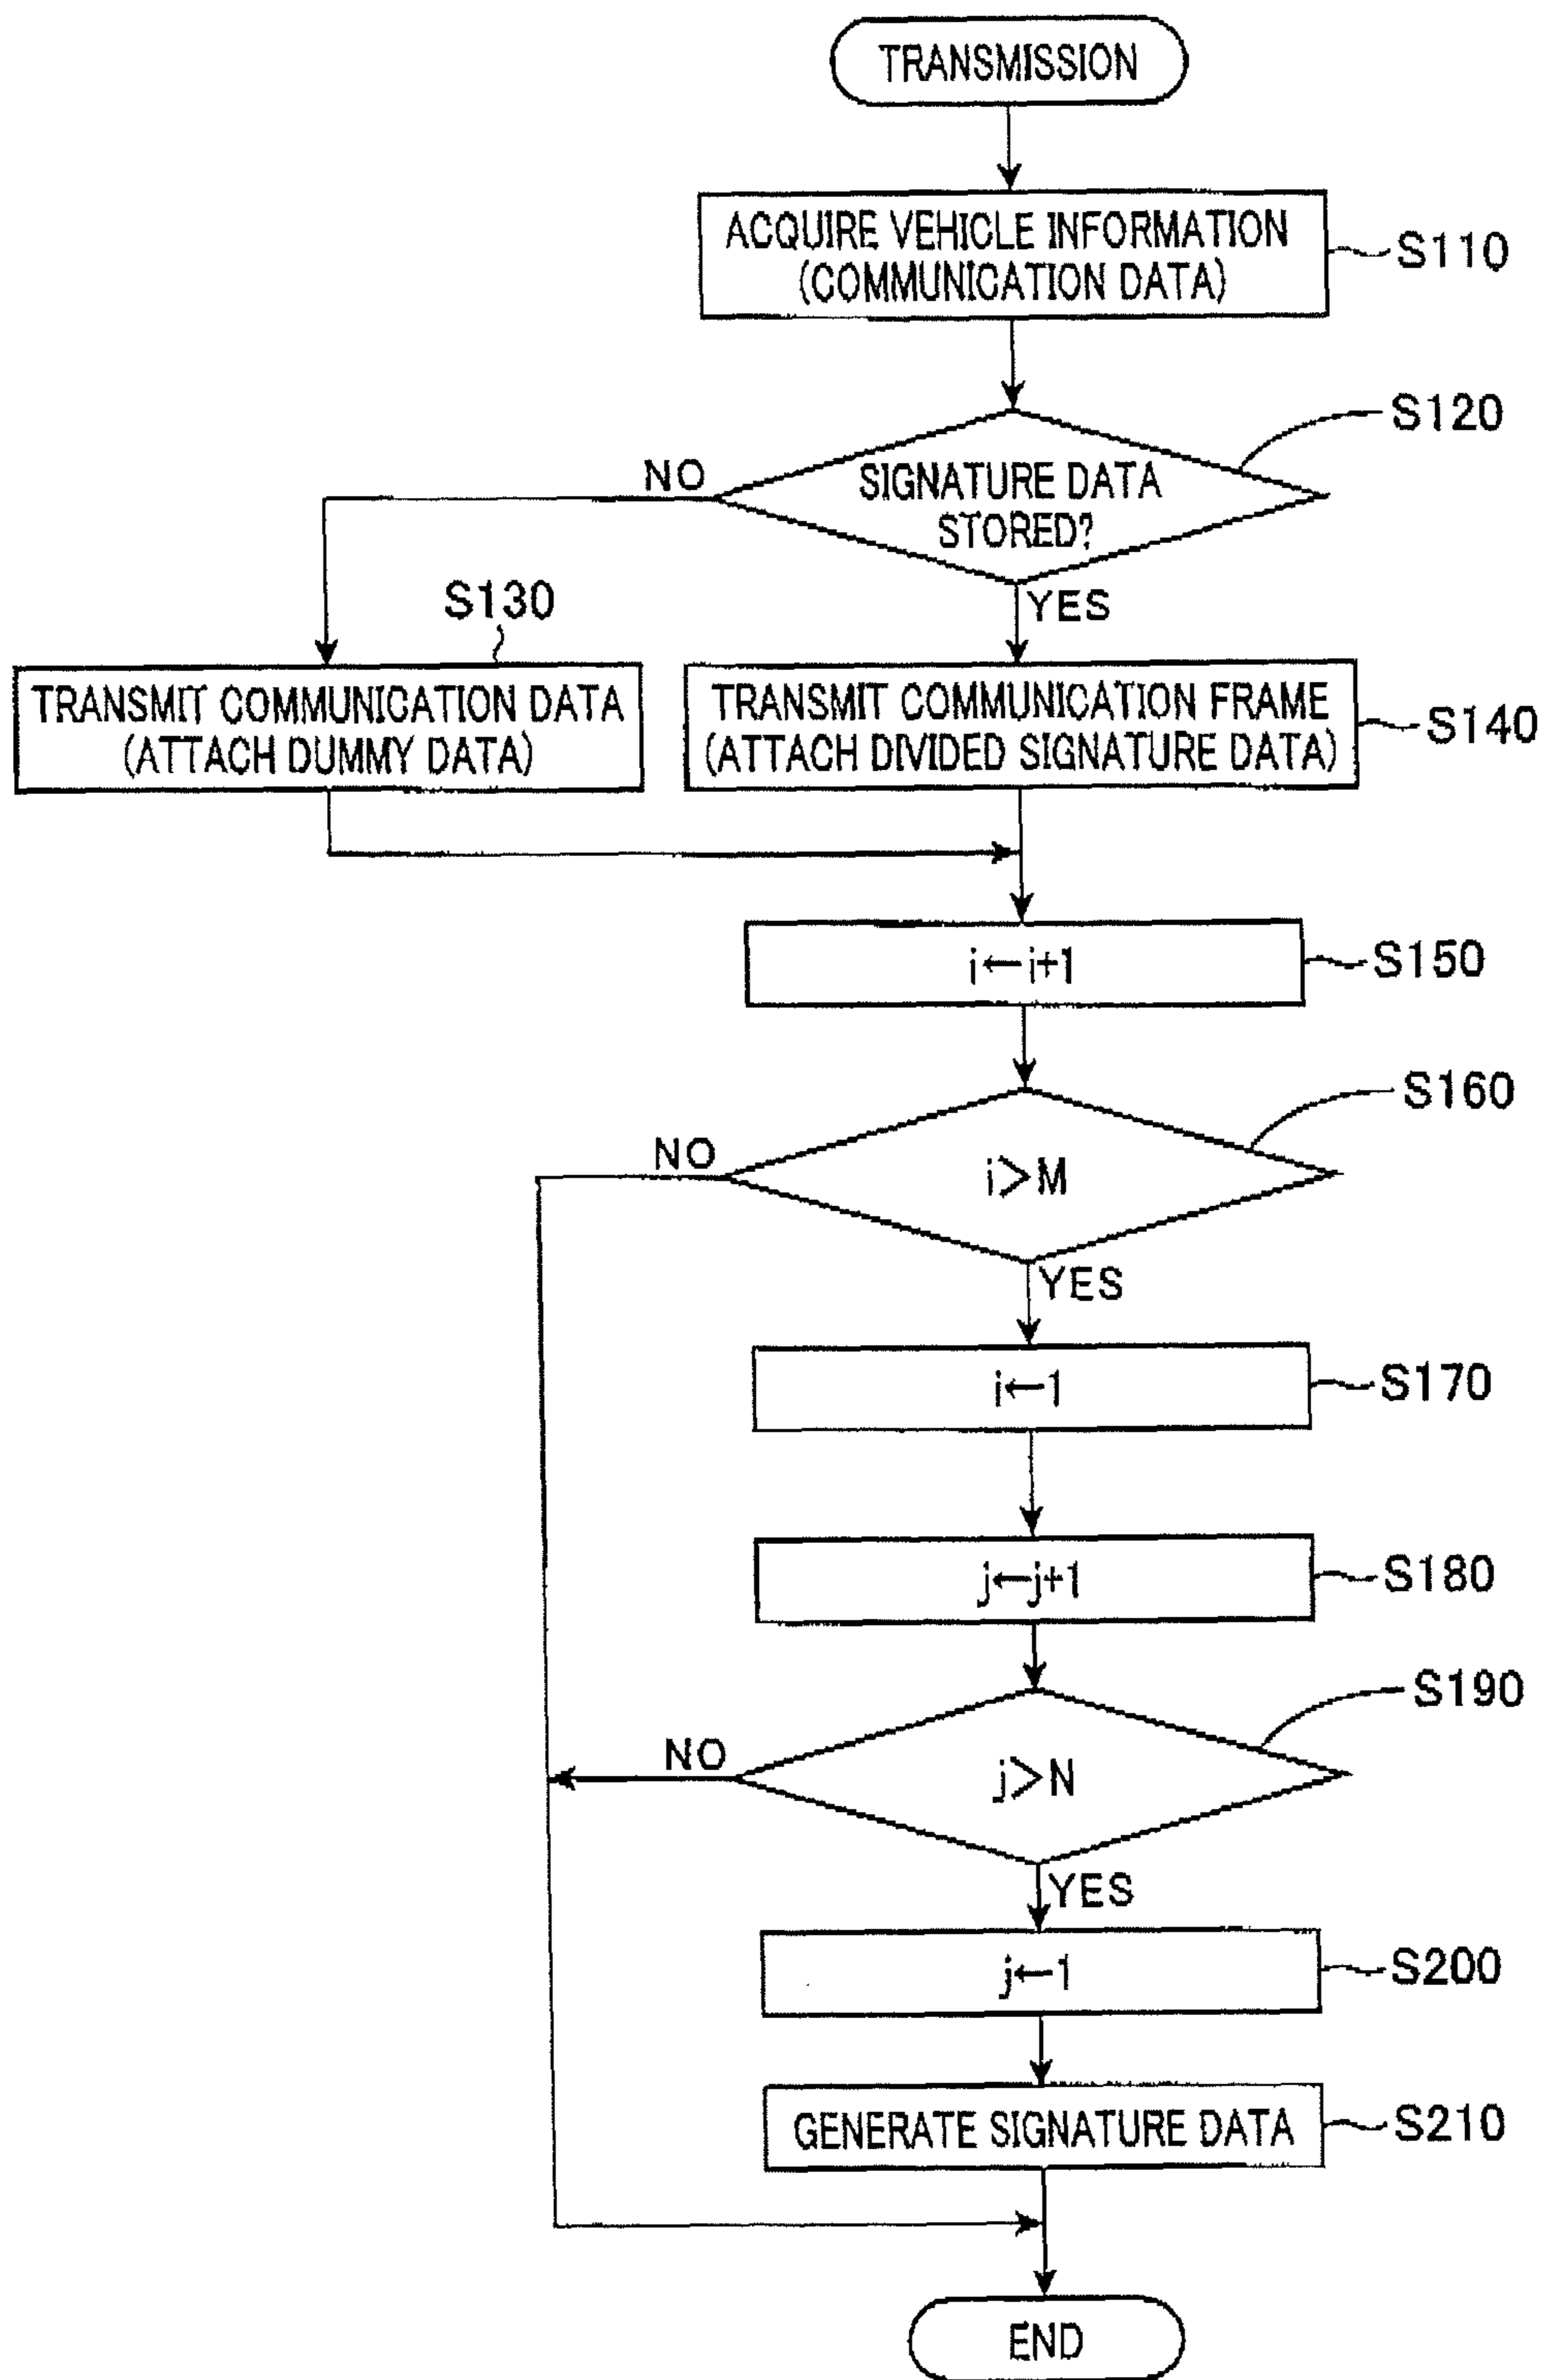 TRANSMISSION
ACQUIRE VEHICLE INFORMATION
(COMMUNICATION DATA)
S110
S120
NO
SIGNATURE DATA
STORED?
YES
S130
TRANSMIT COMMUNICATION DATA
(ATTACH DUMMY DATA)
TRANSMIT COMMUNICATION FRAME
(ATTACH DIVIDED SIGNATURE DATA)
S140
i←i+1
S150
S160
NO
i>M
YES
i←1
S170
j←j+1
S180
S190
NO
j>N
YES
j←1
S200
GENERATE SIGNATURE DATA
S210
END